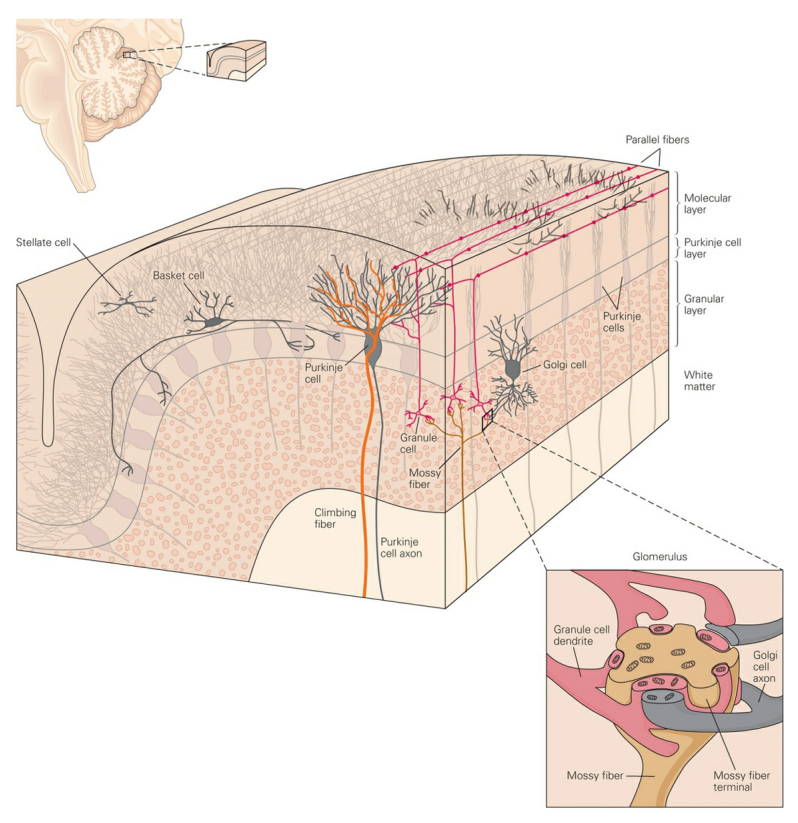 Parallel fibers
Molecular
layer
Purkinje cell
layer
Granular
layer
White
matter
Stellate cell
Basket cell
Purkinje
cell
Purkinje
cells
Golgi cell
Granule
cell
Mossy
fiber
Climbing
fiber
Purkinje
cell axon
Glomerulus
Granule cell
dendrite
Golgi
cell
axon
Mossy fiber
Mossy fiber
terminal